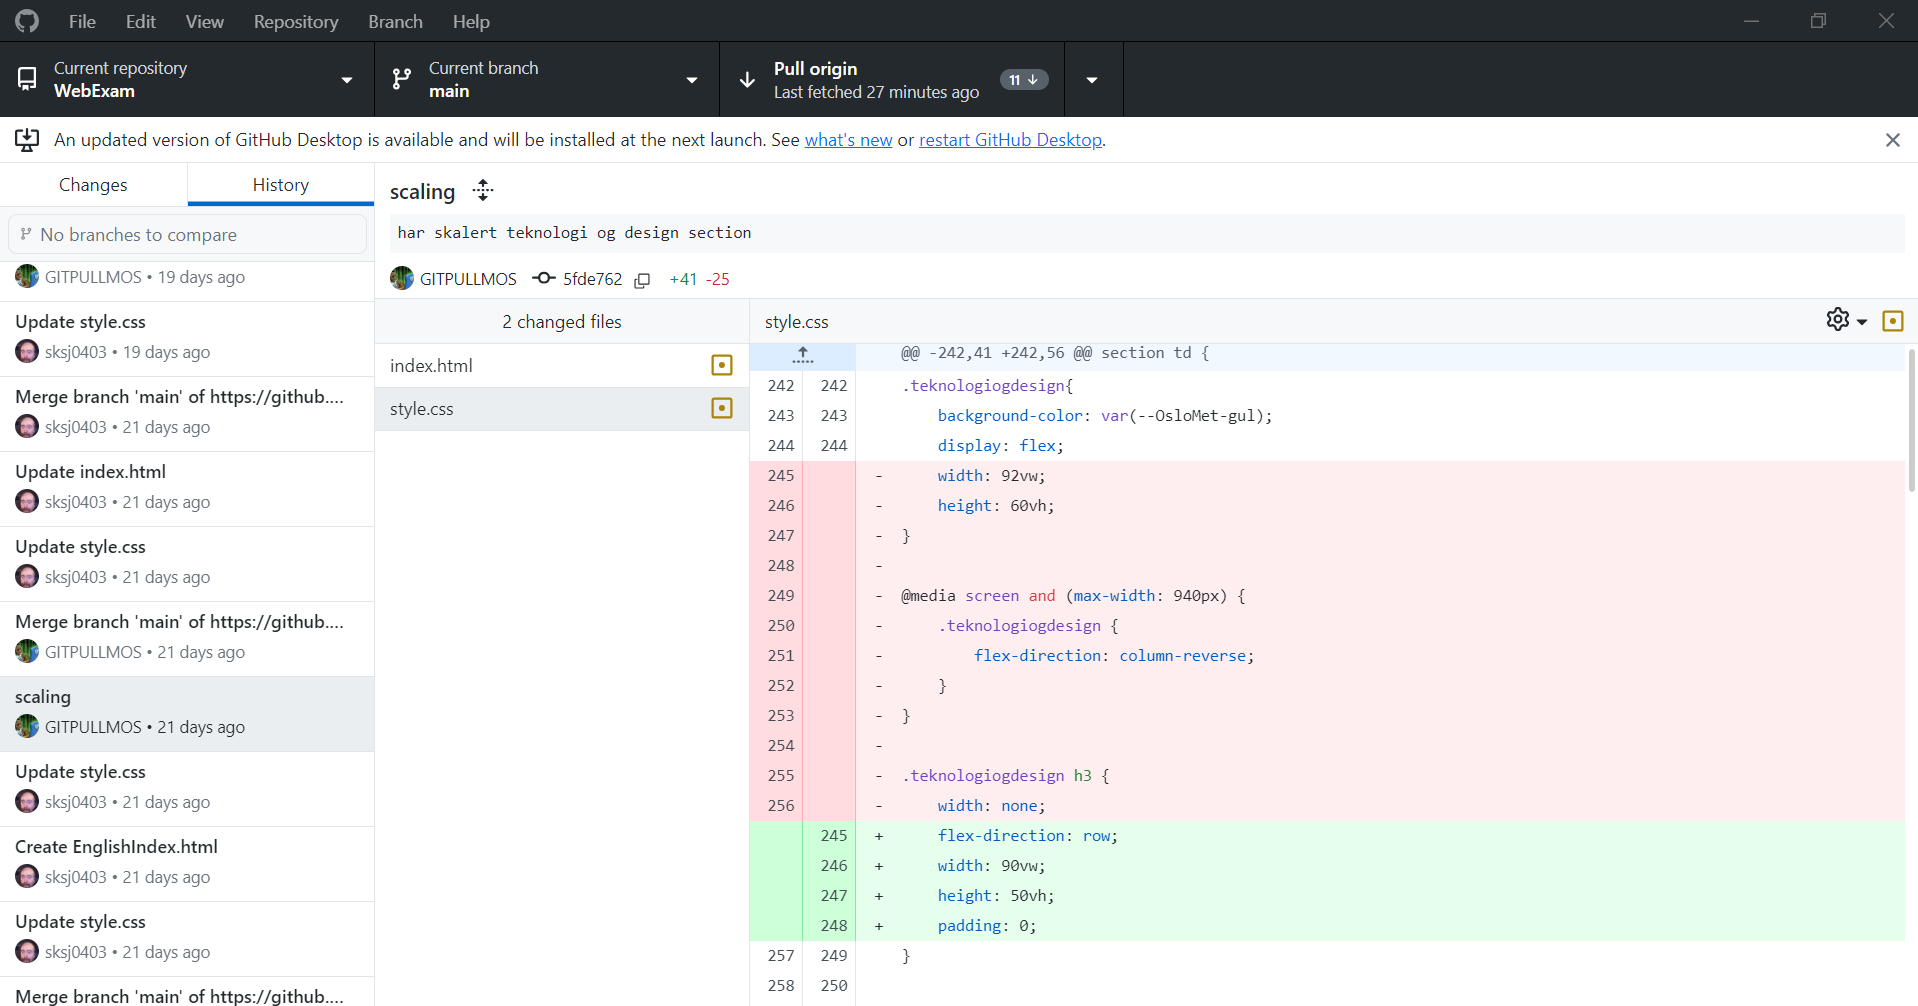 File Edit View Repository Branch Help
Current repository
WebExam
Current branch
main
Pull origin
Last fetched 27 minutes ago
11
An updated version of GitHub Desktop is available and will be installed at the next launch. See what's new or restart GitHub Desktop.
Changes
History
No branches to compare
GITPULLMOS • 19 days ago
Update style.css
sksj0403 • 19 days ago
Merge branch 'main' of https://github....
sksj0403 • 21 days ago
Update index.html
sksj0403 • 21 days ago
Update style.css
sksj0403 • 21 days ago
Merge branch 'main' of https://github....
GITPULLMOS • 21 days ago
scaling
GITPULLMOS • 21 days ago
Update style.css
sksj0403 • 21 days ago
Create EnglishIndex.html
sksj0403 • 21 days ago
Update style.css
sksj0403 • 21 days ago
Merge branch 'main' of https://github....
scaling
har skalert teknologi og design section
GITPULLMOS 5fde762 +41 -25
2 changed files
index.html
style.css
style.css
@@ -242,41 +242,56 @@ section td {
242 242 .teknologiogdesign{
243 243 background-color: var(--OsloMet-gul);
244 244 display: flex;
245 - width: 92vw;
246 - height: 60vh;
247 - }
248 -
249 - @media screen and (max-width: 940px) {
250 - .teknologiogdesign {
251 - flex-direction: column-reverse;
252 - }
253 - }
254 -
255 - .teknologiogdesign h3 {
256 - width: none;
245 + flex-direction: row;
246 + width: 90vw;
247 + height: 50vh;
248 + padding: 0;
257 249 }
258 250